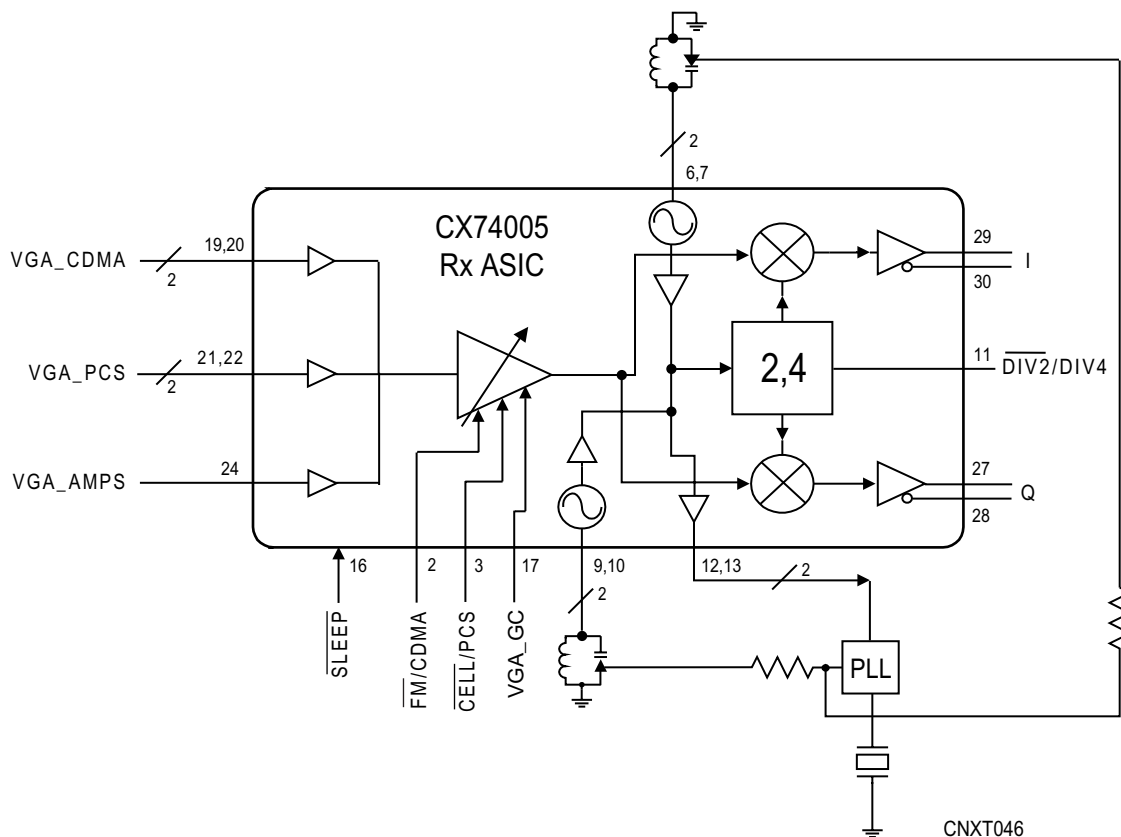 2
6,7
CX74005
Rx ASIC
VGA_CDMA
2
19,20
29
I
30
VGA_PCS
2
21,22
2,4
11
DIV2/DIV4
VGA_AMPS
24
27
Q
28
16
2
3
17
9,10
12,13
2
2
SLEEP
FM/CDMA
CELL/PCS
VGA_GC
PLL
CNXT046